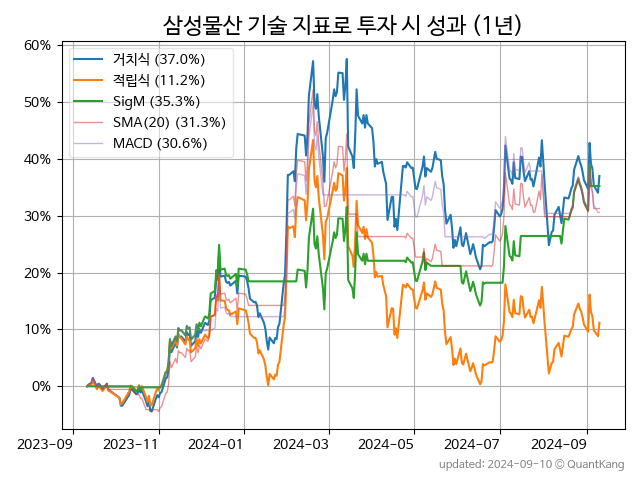 삼성물산 기술 지표로 투자 시 성과 (1년)
60%
50%
40%
30%
20%
10%
0%
거치식 (37.0%)
적립식 (11.2%)
SigM (35.3%)
SMA(20) (31.3%)
MACD (30.6%)
2023-09 2023-11 2024-01 2024-03 2024-05 2024-07 2024-09
updated: 2024-09-10 © QuantKang